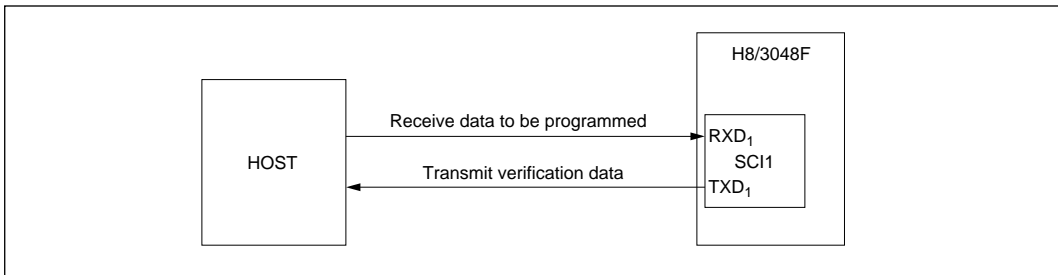 H8/3048F
Receive data to be programmed
RXD₁
HOST
SCI1
Transmit verification data
TXD₁